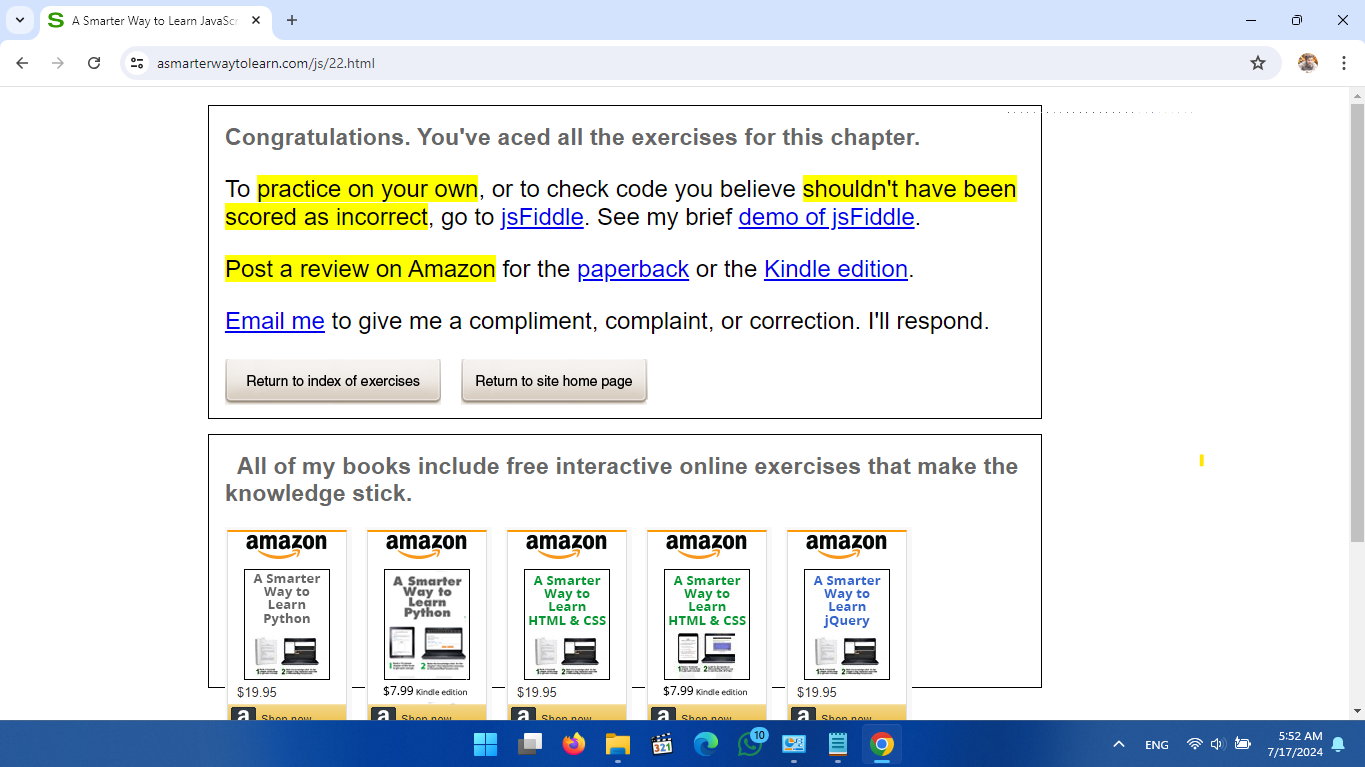 A Smarter Way to Learn JavaScr
asmarterwaytolearn.com/js/22.html
Congratulations. You've aced all the exercises for this chapter.
To practice on your own, or to check code you believe shouldn't have been
scored as incorrect, go to jsFiddle. See my brief demo of jsFiddle.
Post a review on Amazon for the paperback or the Kindle edition.
Email me to give me a compliment, complaint, or correction. I'll respond.
Return to index of exercises Return to site home page
All of my books include free interactive online exercises that make the
knowledge stick.
amazon amazon amazon amazon amazon
A Smarter A Smarter A Smarter A Smarter A Smarter
Way to Way to Way to Way to Way to
Learn Learn Learn Learn Learn
Python Python HTML & CSS HTML & CSS jQuery
$19.95 $7.99 Kindle edition $19.95 $7.99 Kindle edition $19.95
a Shop now a Shop now a Shop now a Shop now a Shop now
321 10 ENG 5:52 AM
7/17/2024